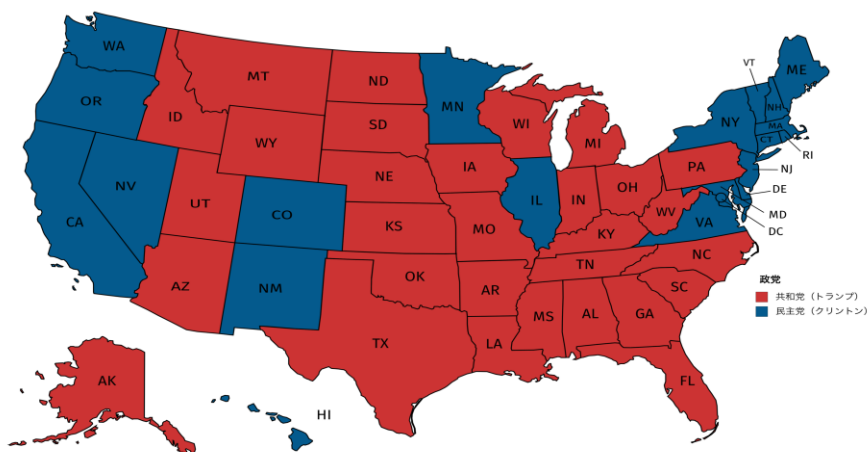 WA
OR
CA
NV
ID
MT
WY
UT
AZ
CO
NM
ND
SD
NE
KS
OK
TX
MN
IA
MO
AR
LA
WI
IL
MI
IN
OH
KY
TN
MS
AL
GA
FL
SC
NC
VA
WV
PA
NY
VT
NH
ME
MA
CT
RI
NJ
DE
MD
DC
AK
HI
政党
共和党（トランプ）
民主党（クリントン）